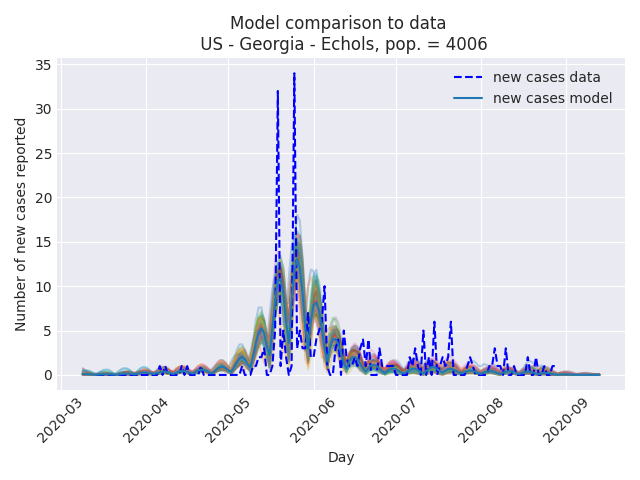 Model comparison to data
US - Georgia - Echols, pop. = 4006
new cases data
new cases model
Number of new cases reported
35
30
25
20
15
10
5
0
2020-03
2020-04
2020-05
2020-06
2020-07
2020-08
2020-09
Day